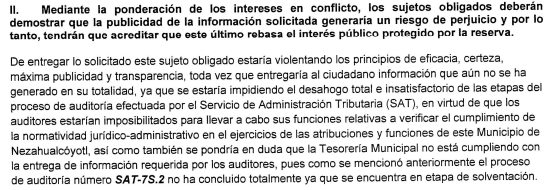 II. Mediante la ponderación de los intereses en conflicto, los sujetos obligados deberán
demostrar que la publicidad de la información solicitada generaría un riesgo de perjuicio y por lo
tanto, tendrán que acreditar que este último rebasa el interés público protegido por la reserva.
De entregar lo solicitado este sujeto obligado estaría violentando los principios de eficacia, certeza,
máxima publicidad y transparencia, toda vez que entregaría al ciudadano información que aún no se ha
generado en su totalidad, ya que se estaría impidiendo el desahogo total e insatisfactorio de las etapas del
proceso de auditoría efectuada por el Servicio de Administración Tributaria (SAT), en virtud de que los
auditores estarían imposibilitados para llevar a cabo sus funciones relativas a verificar el cumplimiento de
la normatividad jurídico-administrativo en el ejercicios de las atribuciones y funciones de este Municipio de
Nezahualcóyotl, así como también se pondría en duda que la Tesorería Municipal no está cumpliendo con
la entrega de información requerida por los auditores, pues como se mencionó anteriormente el proceso
de auditoría número SAT-7S.2 no ha concluido totalmente ya que se encuentra en etapa de solventación.